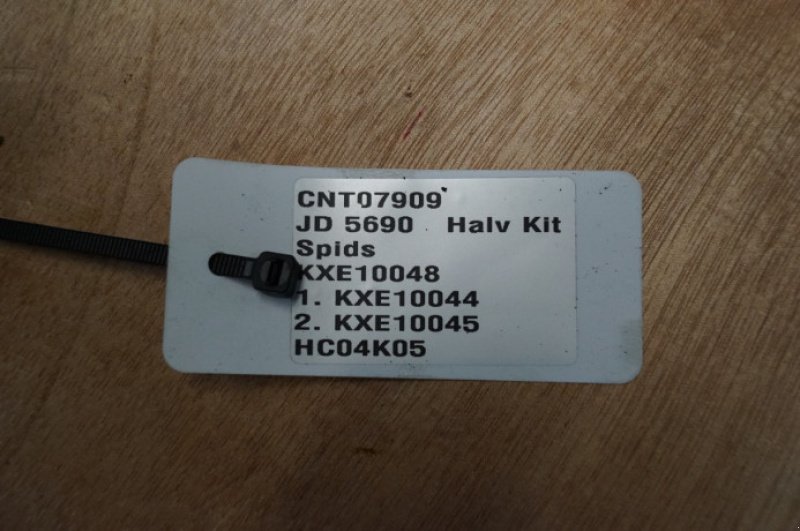 CNT07909
JD 5690 Halv Kit
Spids
KXE10048
1. KXE10044
2. KXE10045
HC04K05